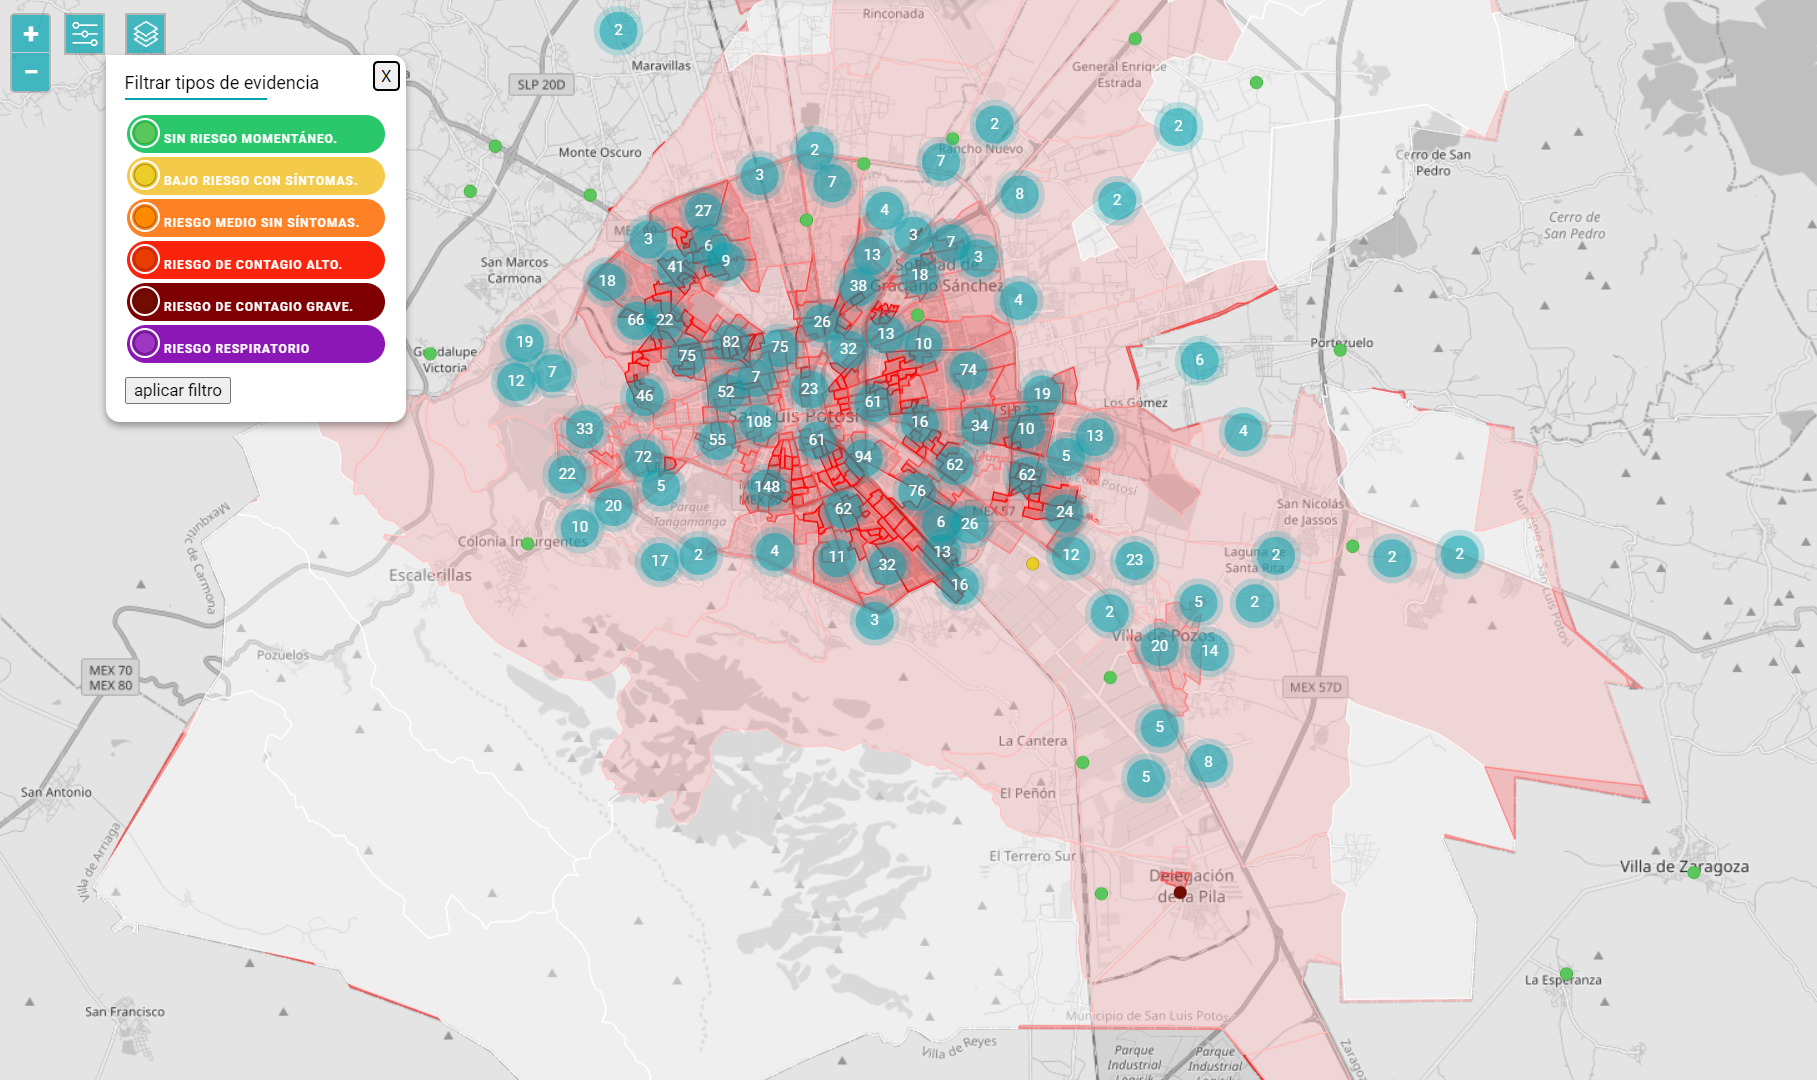 +
−
Filtrar tipos de evidencia
X
SIN RIESGO MOMENTÁNEO.
BAJO RIESGO CON SÍNTOMAS.
RIESGO MEDIO SIN SÍNTOMAS.
RIESGO DE CONTAGIO ALTO.
RIESGO DE CONTAGIO GRAVE.
RIESGO RESPIRATORIO
aplicar filtro
Rinconada
2
Maravillas
SLP 20D
General Enrique
Estrada
2
2
Monte Oscuro
2
7
Rancho Nuevo
Cerro de San
Pedro
3
7
8
2
27
4
Cerro de
San Pedro
3
6
3
7
41
9
13
3
San Marcos
Carmona
18
38
18
Soledad de
Graciano Sánchez
4
66
22
26
13
19
82
75
32
10
Portezuelo
Guadalupe
Victoria
75
6
12
7
7
74
46
52
23
61
19
Los Gómez
San Luis Potosí
SLP 32
33
108
16
34
10
13
4
55
61
72
94
62
5
22
62
5
148
76
20
62
24
MEX 57
Parque
Tangamanga
San Nicolás
de Jassos
10
6
26
Colonia Insurgentes
17
2
4
11
13
12
23
Laguna de
Santa Rita
2
2
2
Escalerillas
32
16
3
2
5
2
Villa de Pozos
20
14
Mexquitic de Carmona
Municipio de San Luis Potosí
Pozuelos
MEX 70
MEX 80
MEX 57D
5
La Cantera
5
8
San Antonio
El Peñón
Villa de Arriaga
El Terrero Sur
Delegación
de la Pila
Villa de Zaragoza
La Esperanza
San Francisco
Municipio de San Luis Potos
Villa de Reyes
Parque
Industrial
Logisik
Parque
Industrial
Zaragoz